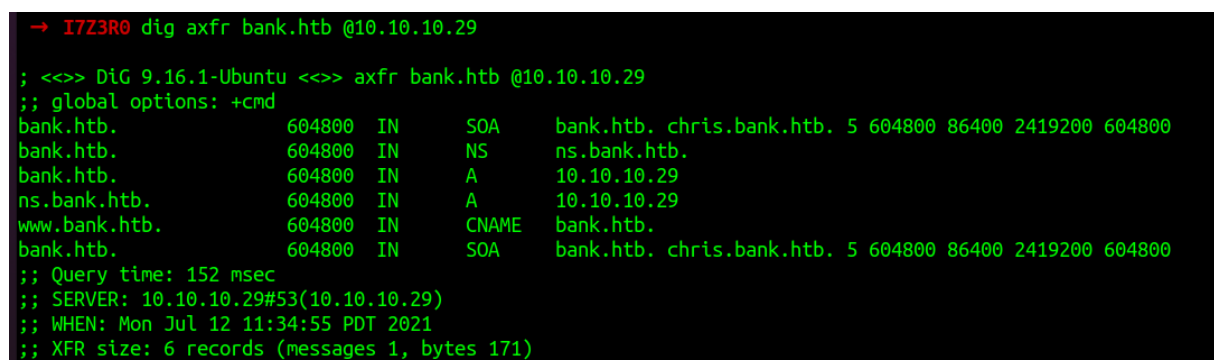 → I7Z3R0 dig axfr bank.htb @10.10.10.29
; <<>> DiG 9.16.1-Ubuntu <<>> axfr bank.htb @10.10.10.29
;; global options: +cmd
bank.htb. 604800 IN SOA bank.htb. chris.bank.htb. 5 604800 86400 2419200 604800
bank.htb. 604800 IN NS ns.bank.htb.
bank.htb. 604800 IN A 10.10.10.29
ns.bank.htb. 604800 IN A 10.10.10.29
www.bank.htb. 604800 IN CNAME bank.htb.
bank.htb. 604800 IN SOA bank.htb. chris.bank.htb. 5 604800 86400 2419200 604800
;; Query time: 152 msec
;; SERVER: 10.10.10.29#53(10.10.10.29)
;; WHEN: Mon Jul 12 11:34:55 PDT 2021
;; XFR size: 6 records (messages 1, bytes 171)